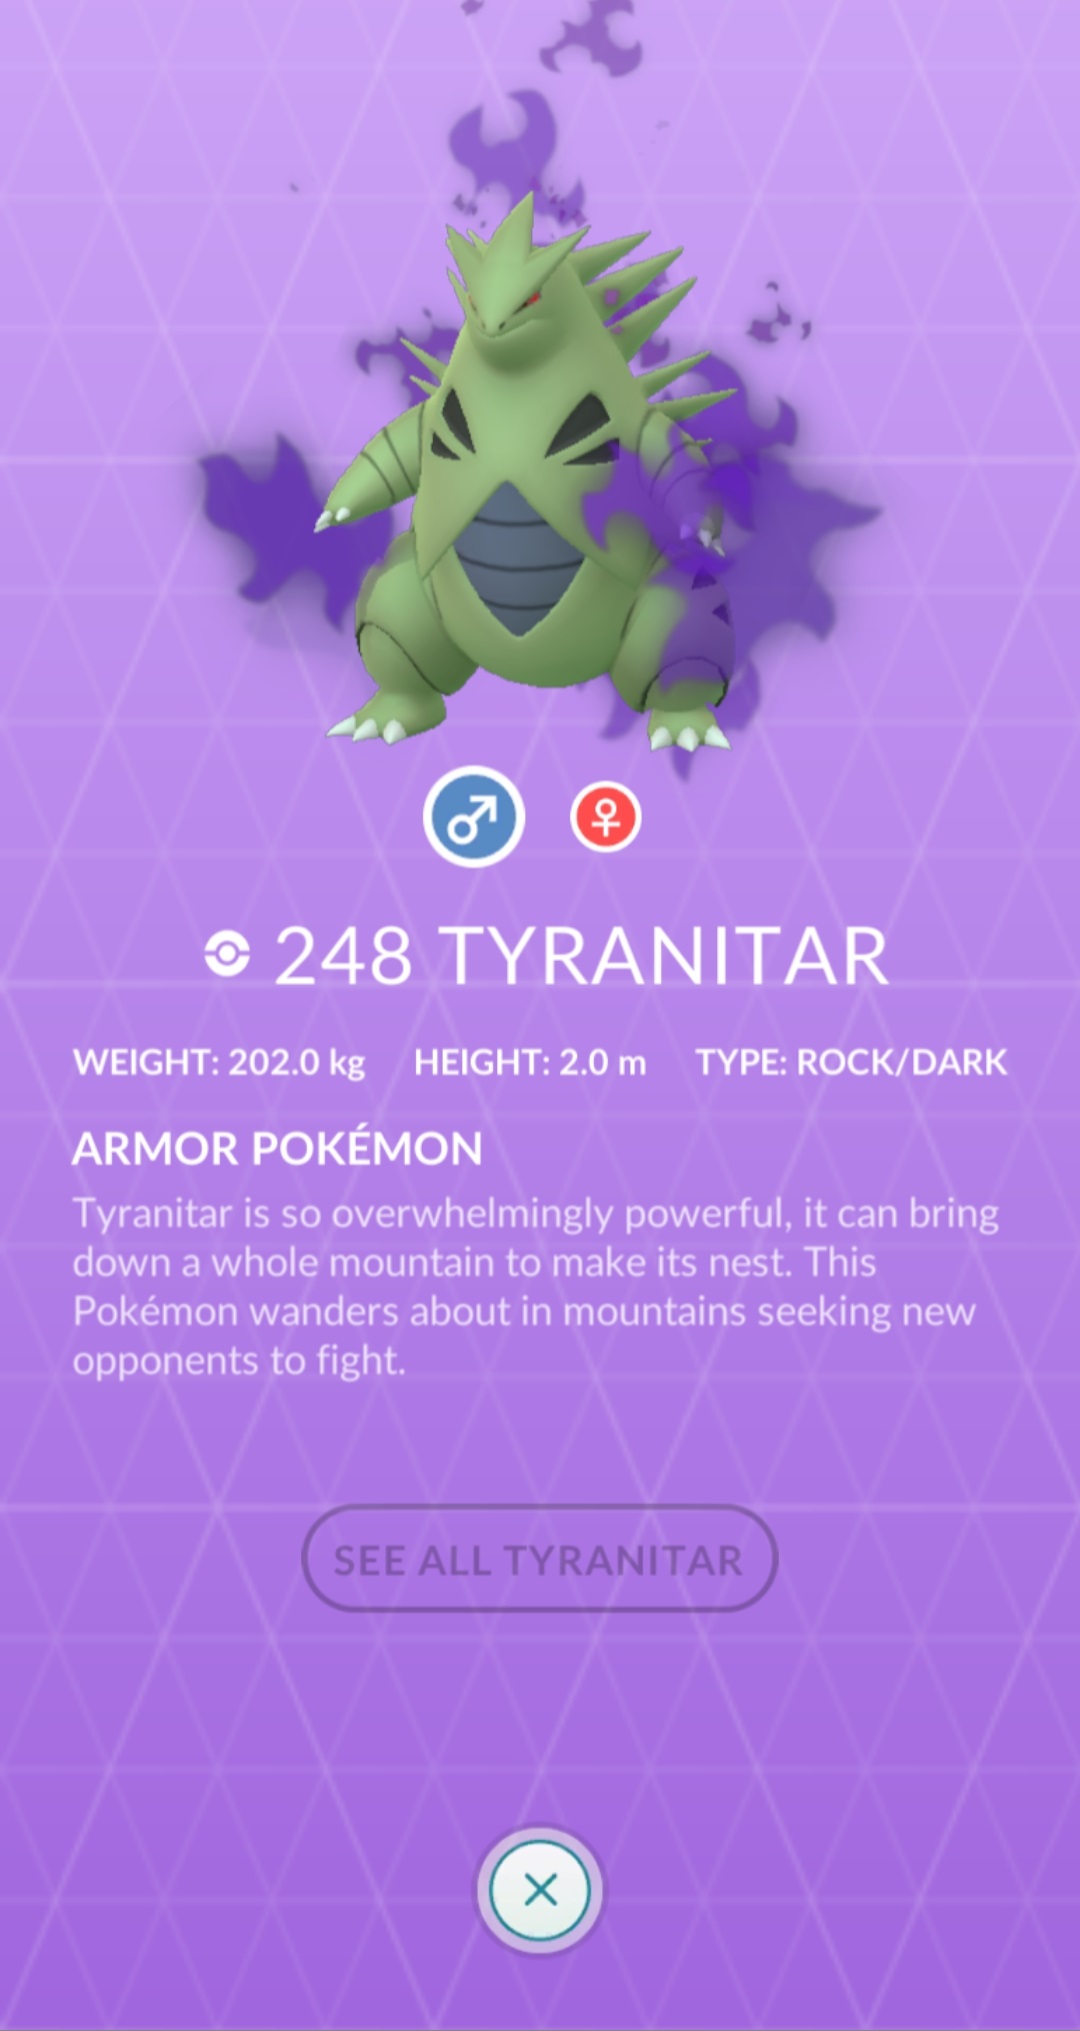 248 TYRANITAR
WEIGHT: 202.0 kg HEIGHT: 2.0 m TYPE: ROCK/DARK
ARMOR POKÉMON
Tyranitar is so overwhelmingly powerful, it can bring
down a whole mountain to make its nest. This
Pokémon wanders about in mountains seeking new
opponents to fight.
SEE ALL TYRANITAR